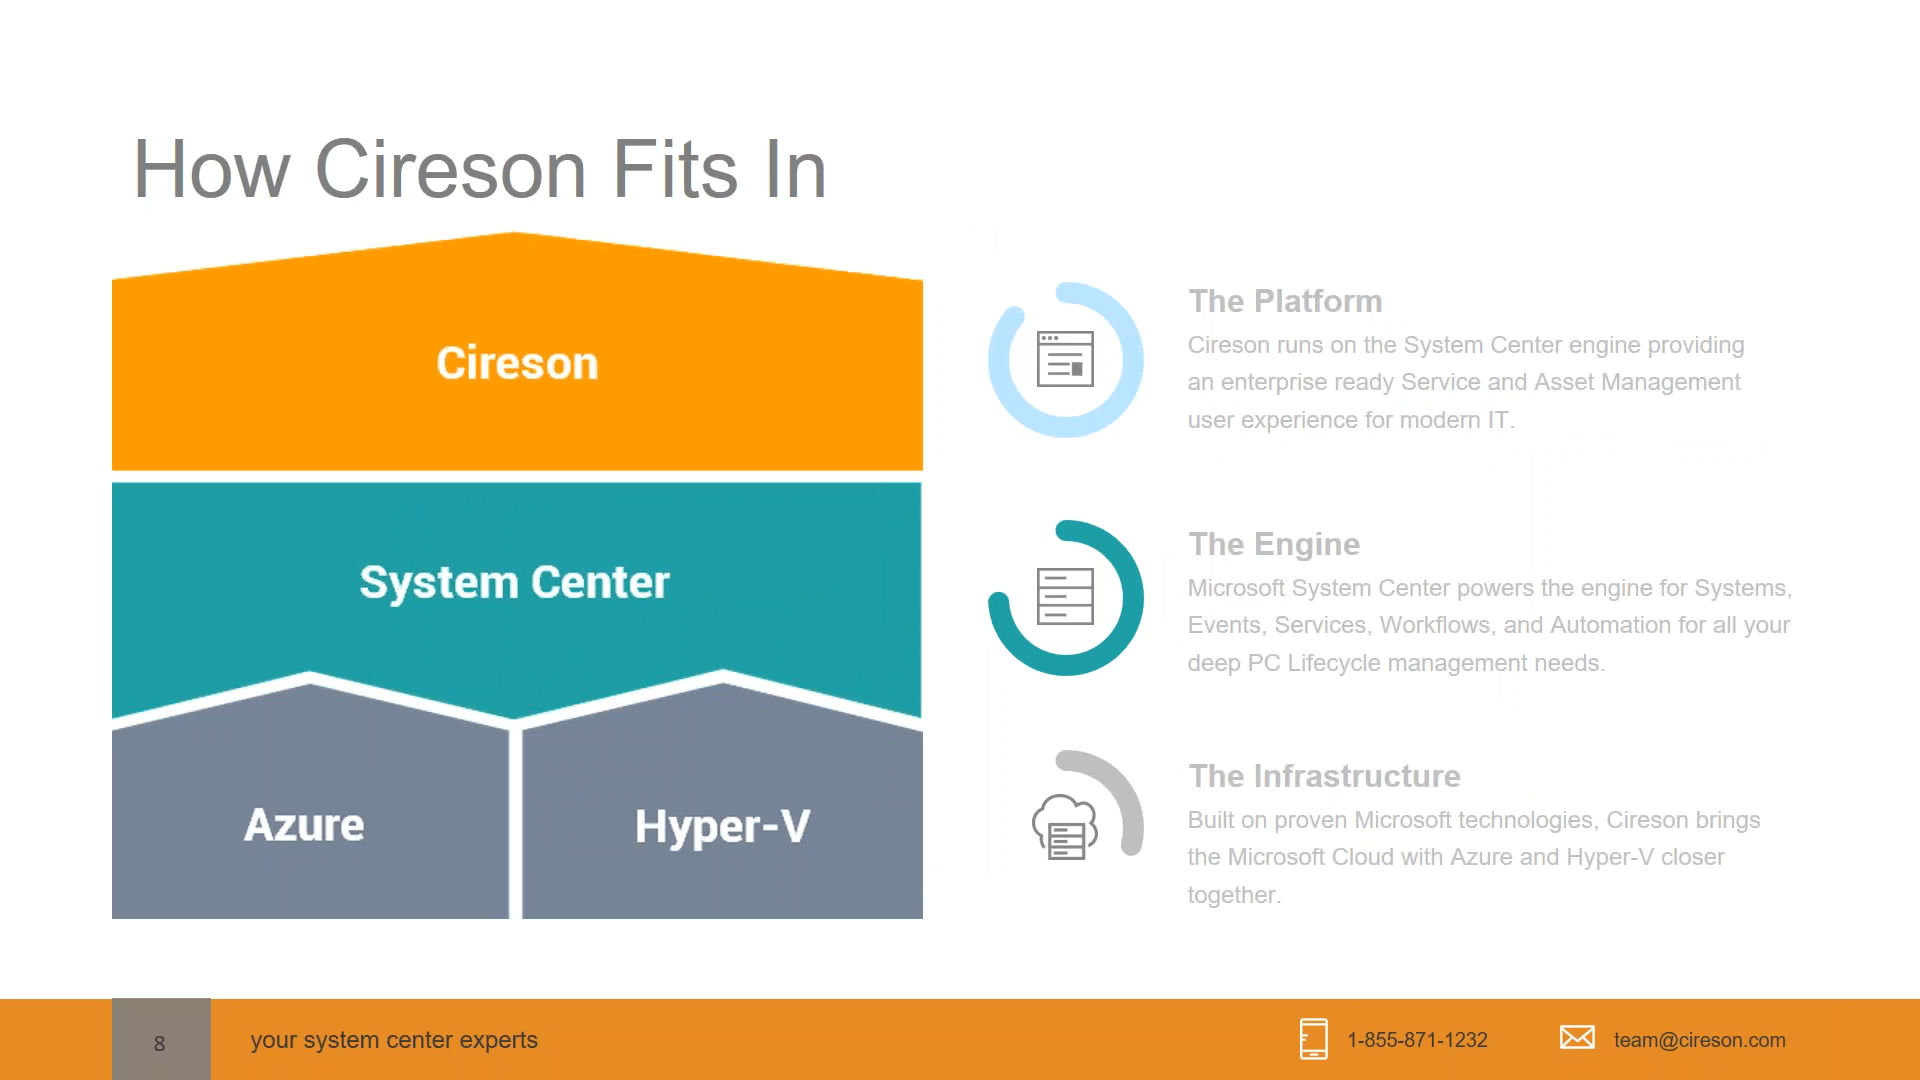 How Cireson Fits In
Cireson
System Center
Azure
Hyper-V
The Platform
Cireson runs on the System Center engine providing
an enterprise ready Service and Asset Management
user experience for modern IT.
The Engine
Microsoft System Center powers the engine for Systems,
Events, Services, Workflows, and Automation for all your
deep PC Lifecycle management needs.
The Infrastructure
Built on proven Microsoft technologies, Cireson brings
the Microsoft Cloud with Azure and Hyper-V closer
together.
8
your system center experts
1-855-871-1232
team@cireson.com